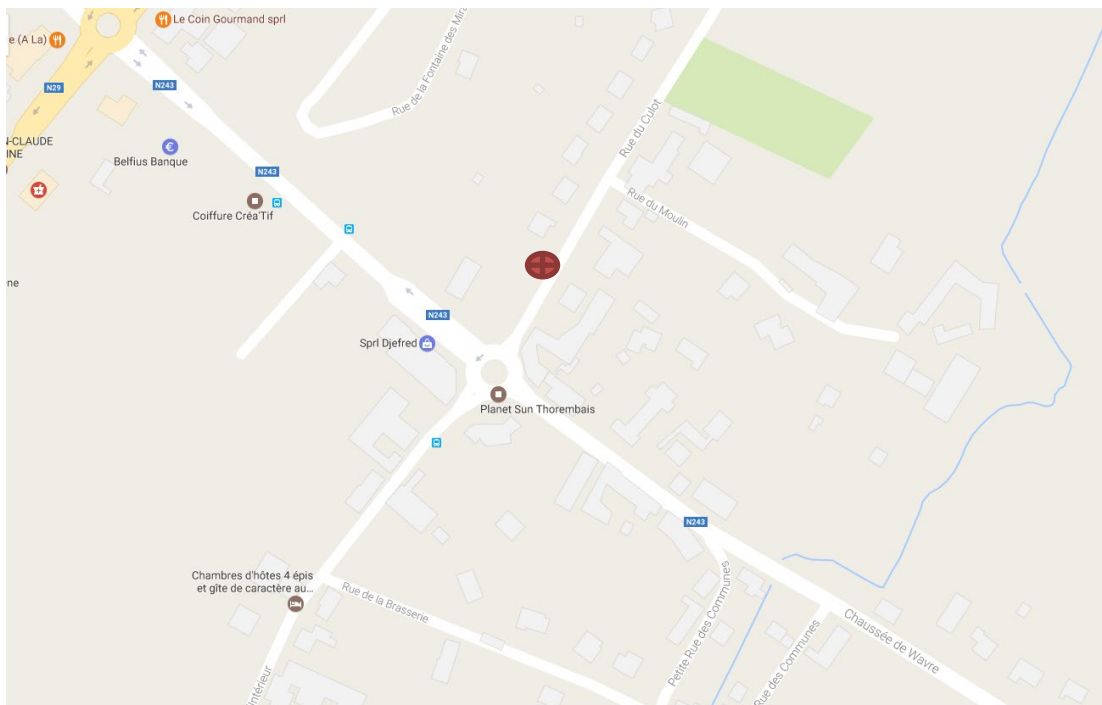 Le Coin Gourmand sprl
e (A La)
N29
N243
Rue de la Fontaine des Mira
N-CLAUDE
INE
Belfius Banque
N243
Coiffure Créa'Tif
Rue du Culot
Rue du Moulin
ne
N243
Sprl Djefred
Planet Sun Thorembais
N243
Chambres d'hôtes 4 épis
et gîte de caractère au...
Rue de la Brasserie
Petite Rue des Communes
Rue des Communes
Chaussée de Wavre
Intérieur